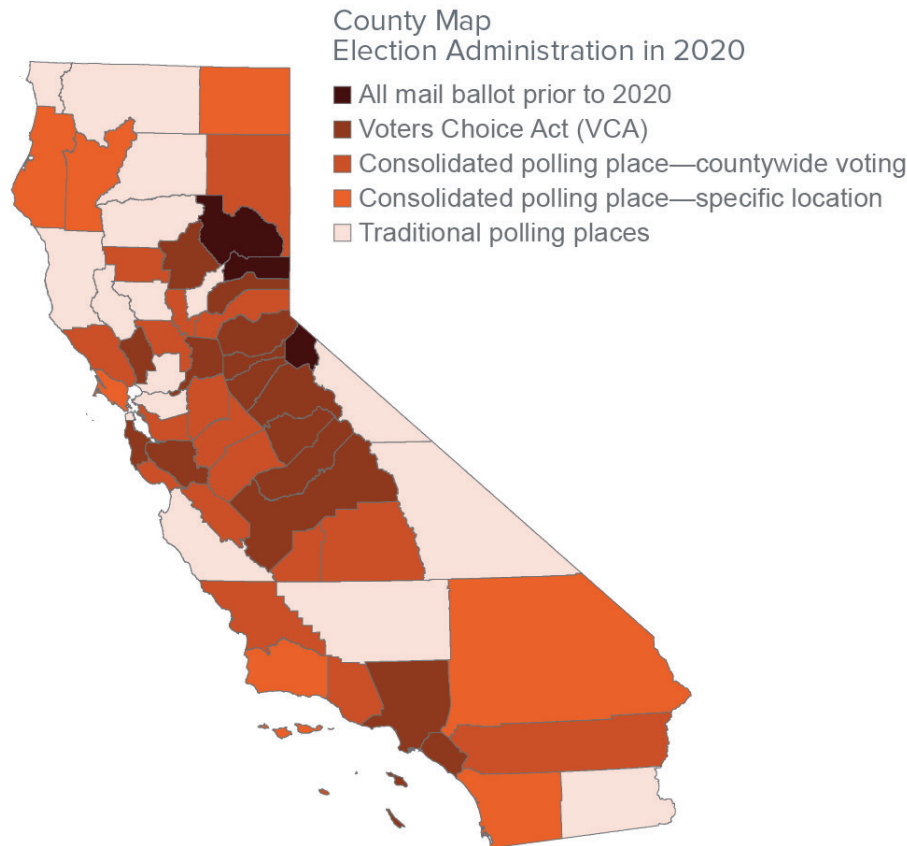 County Map
Election Administration in 2020
All mail ballot prior to 2020
Voters Choice Act (VCA)
Consolidated polling place—countywide voting
Consolidated polling place—specific location
Traditional polling places